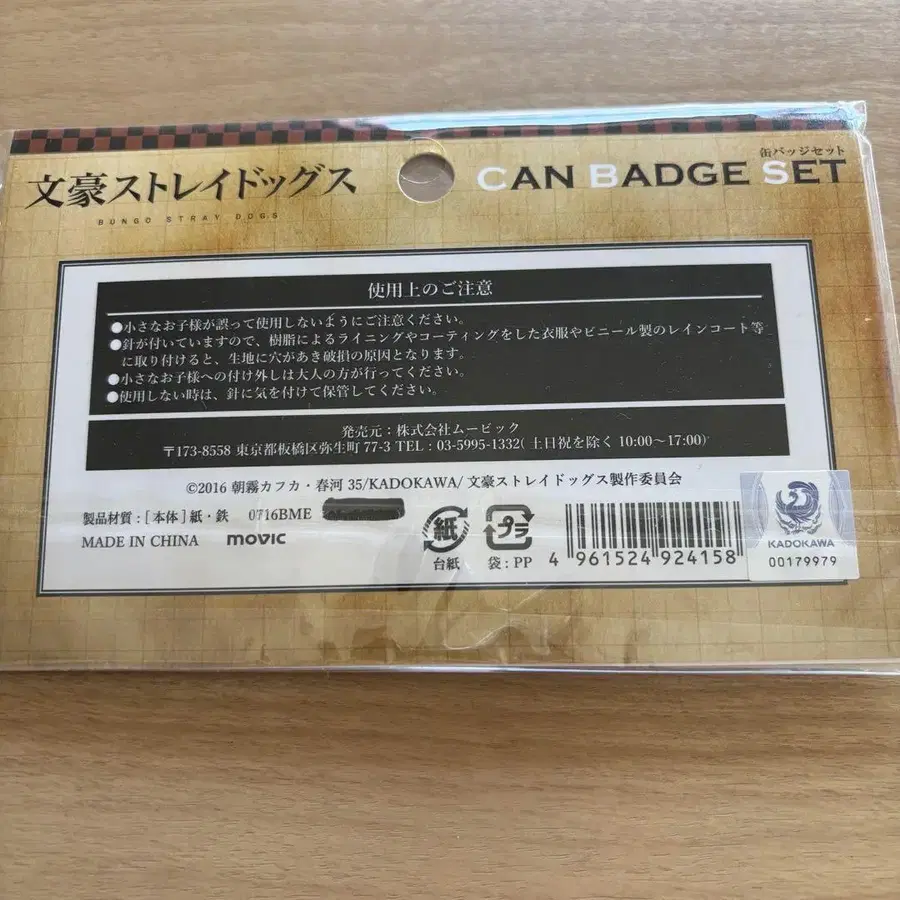 文豪ストレイドッグス
BUNGO STRAY DOGS
缶バッジセット
CAN BADGE SET
使用上のご注意
●小さなお子様が誤って使用しないようにご注意ください。
●針が付いていますので、樹脂によるライニングやコーティングをした衣服やビニール製のレインコート等
に取り付けると、生地に穴があき破損の原因となります。
●小さなお子様への付け外しは大人の方が行ってください。
●使用しない時は、針に気を付けて保管してください。
発売元：株式会社ムービック
〒173-8558 東京都板橋区弥生町 77-3 TEL : 03-5995-1332( 土日祝を除く 10:00～17:00)
©2016 朝霧カフカ・春河 35/KADOKAWA/ 文豪ストレイドッグス製作委員会
製品材質：[ 本体 ] 紙・鉄 0716BME
MADE IN CHINA movic
紙
台紙
プラ
袋 : PP
4 961524 924158
KADOKAWA
00179979